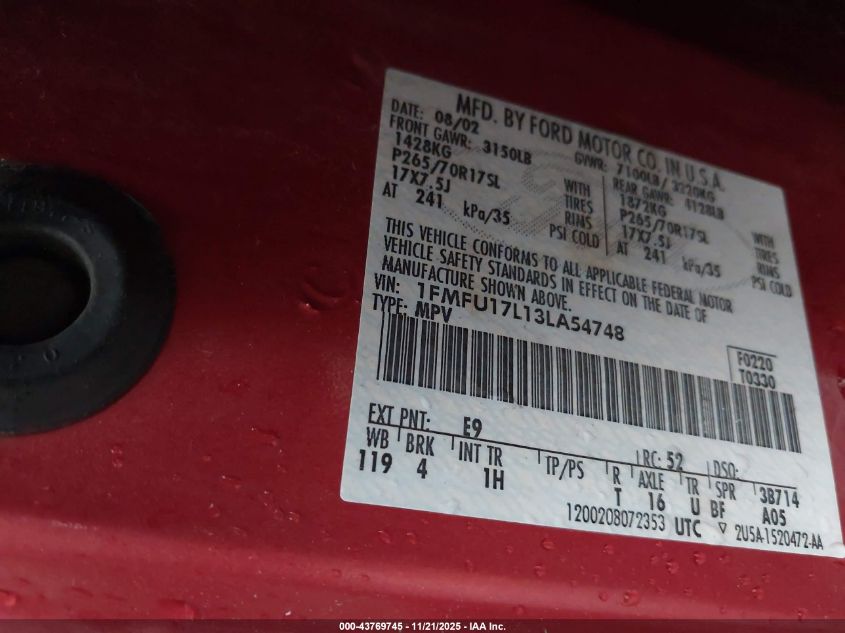 MFD. BY FORD MOTOR CO. IN U.S.A.
DATE: 08/02 GVWR: 7100LB/ 3220KG
FRONT GAWR: 3150LB REAR GAWR: 4128LB
1428KG WITH 1872KG WITH
P265/70R17SL TIRES P265/70R17SL TIRES
17X7.5J RIMS 17X7.5J RIMS
AT 241 kPa/35 PSI COLD AT 241 kPa/35 PSI COLD
THIS VEHICLE CONFORMS TO ALL APPLICABLE FEDERAL MOTOR
VEHICLE SAFETY STANDARDS IN EFFECT ON THE DATE OF
MANUFACTURE SHOWN ABOVE.
VIN: 1FMFU17L13LA54748
TYPE: MPV
F0220
T0330
EXT PNT: E9 RC: 52 DSO:
WB BRK INT TR TP/PS R AXLE TR SPR 3B714
119 4 1H T 16 U BF A05
1200208072353 UTC ▽ 2U5A-1520472-AA
000-43769745 - 11/21/2025 - IAA Inc.